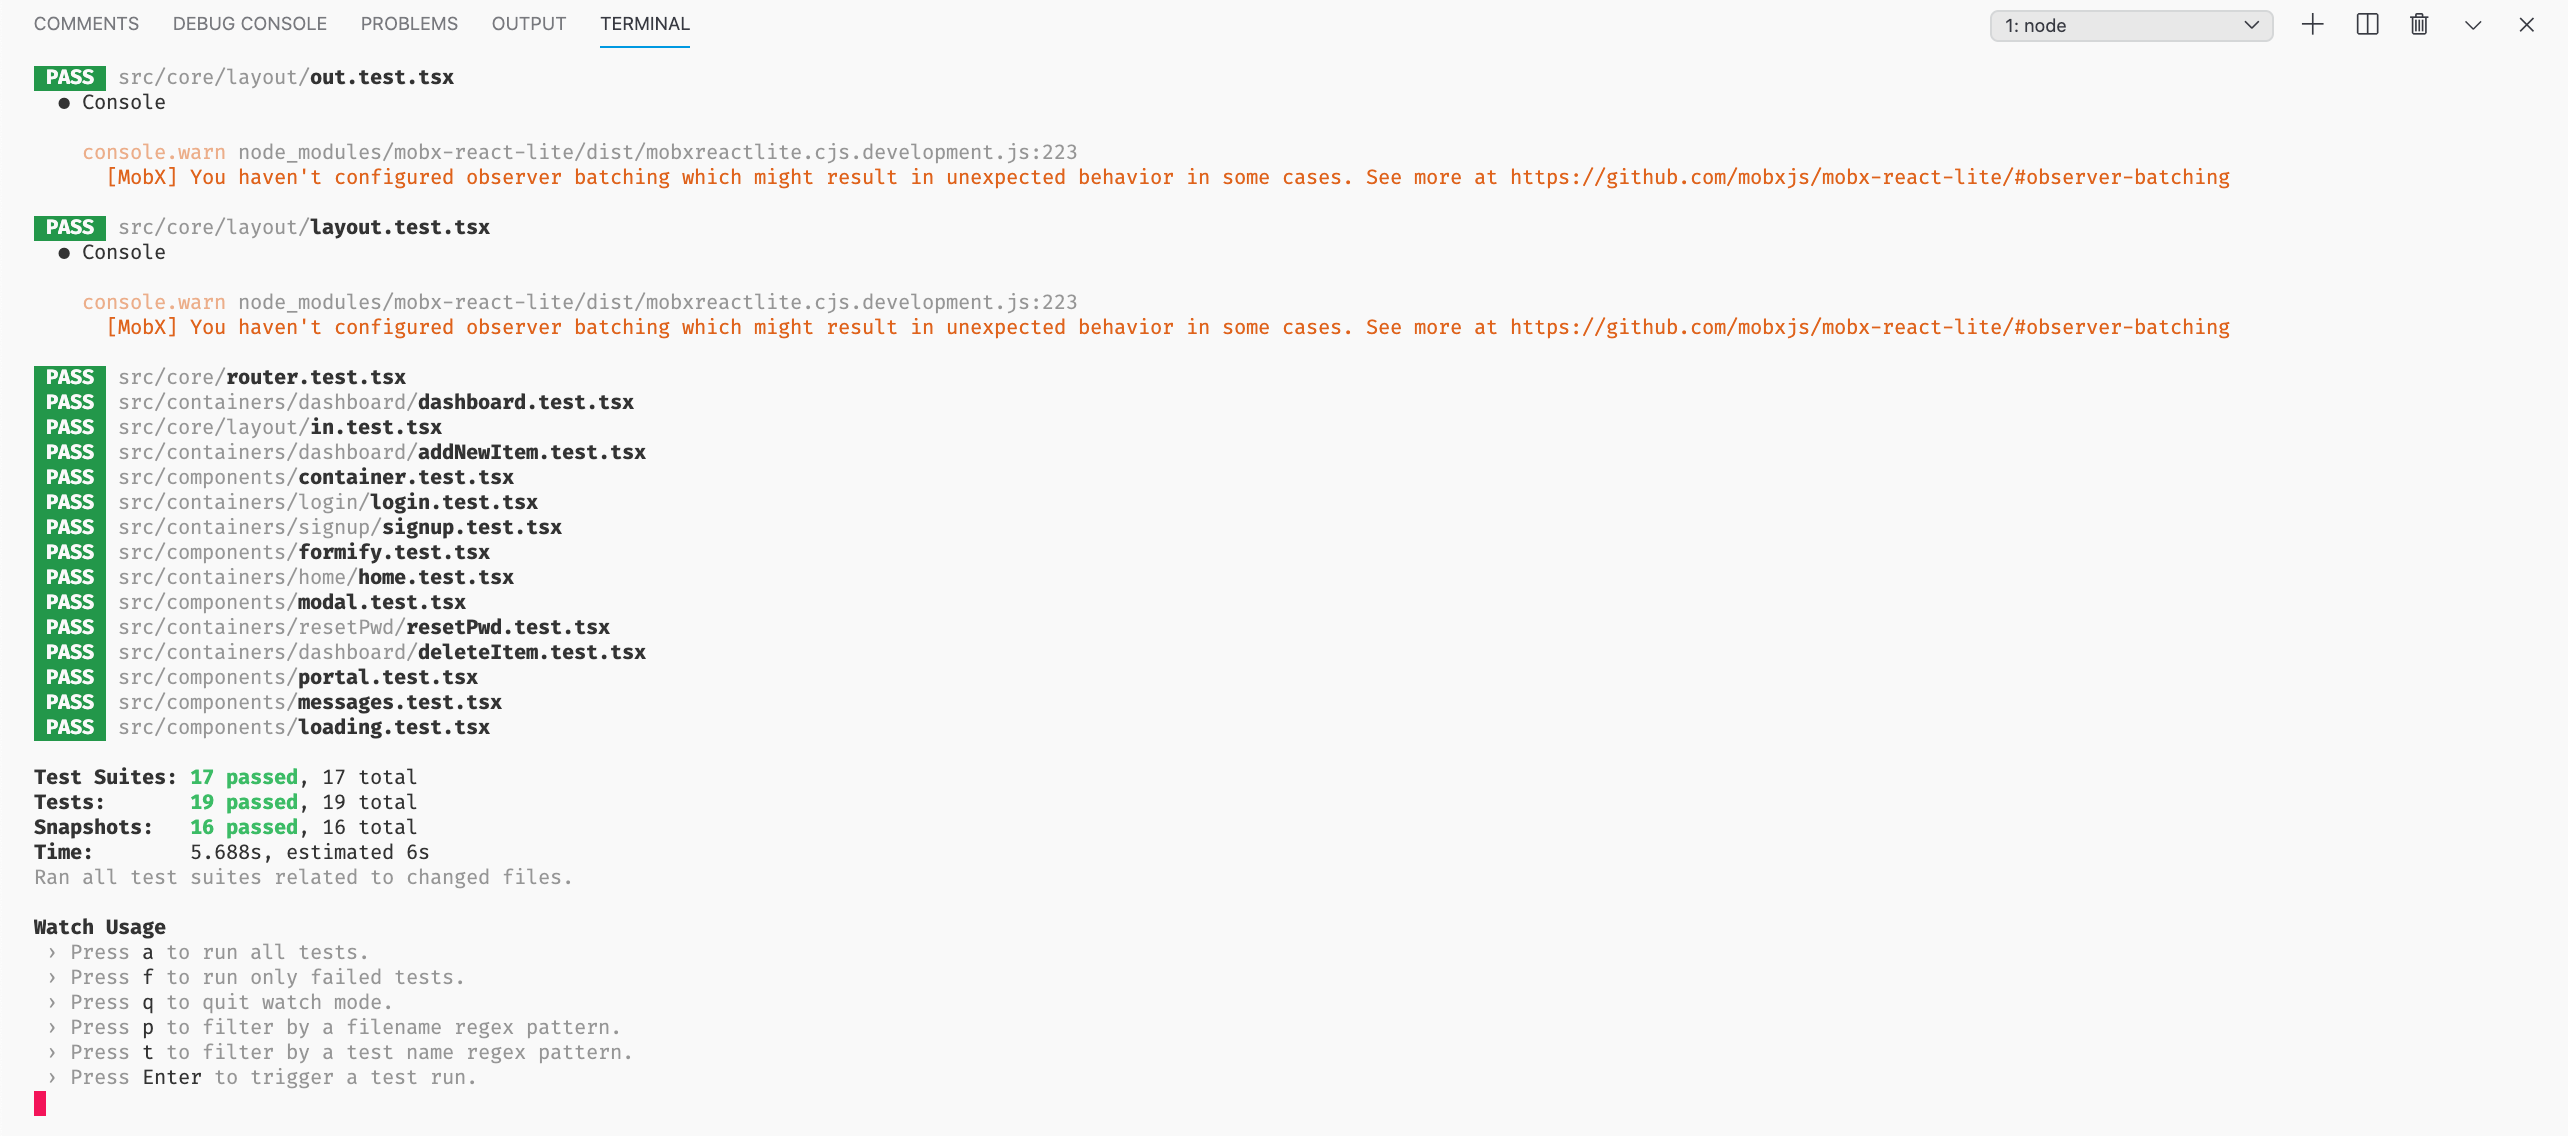 COMMENTS DEBUG CONSOLE PROBLEMS OUTPUT TERMINAL 1: node
PASS src/core/layout/out.test.tsx
● Console
console.warn node_modules/mobx-react-lite/dist/mobxreactlite.cjs.development.js:223
[MobX] You haven't configured observer batching which might result in unexpected behavior in some cases. See more at https://github.com/mobxjs/mobx-react-lite/#observer-batching
PASS src/core/layout/layout.test.tsx
● Console
console.warn node_modules/mobx-react-lite/dist/mobxreactlite.cjs.development.js:223
[MobX] You haven't configured observer batching which might result in unexpected behavior in some cases. See more at https://github.com/mobxjs/mobx-react-lite/#observer-batching
PASS src/core/router.test.tsx
PASS src/containers/dashboard/dashboard.test.tsx
PASS src/core/layout/in.test.tsx
PASS src/containers/dashboard/addNewItem.test.tsx
PASS src/components/container.test.tsx
PASS src/containers/login/login.test.tsx
PASS src/containers/signup/signup.test.tsx
PASS src/components/formify.test.tsx
PASS src/containers/home/home.test.tsx
PASS src/components/modal.test.tsx
PASS src/containers/resetPwd/resetPwd.test.tsx
PASS src/containers/dashboard/deleteItem.test.tsx
PASS src/components/portal.test.tsx
PASS src/components/messages.test.tsx
PASS src/components/loading.test.tsx
Test Suites: 17 passed, 17 total
Tests: 19 passed, 19 total
Snapshots: 16 passed, 16 total
Time: 5.688s, estimated 6s
Ran all test suites related to changed files.
Watch Usage
› Press a to run all tests.
› Press f to run only failed tests.
› Press q to quit watch mode.
› Press p to filter by a filename regex pattern.
› Press t to filter by a test name regex pattern.
› Press Enter to trigger a test run.